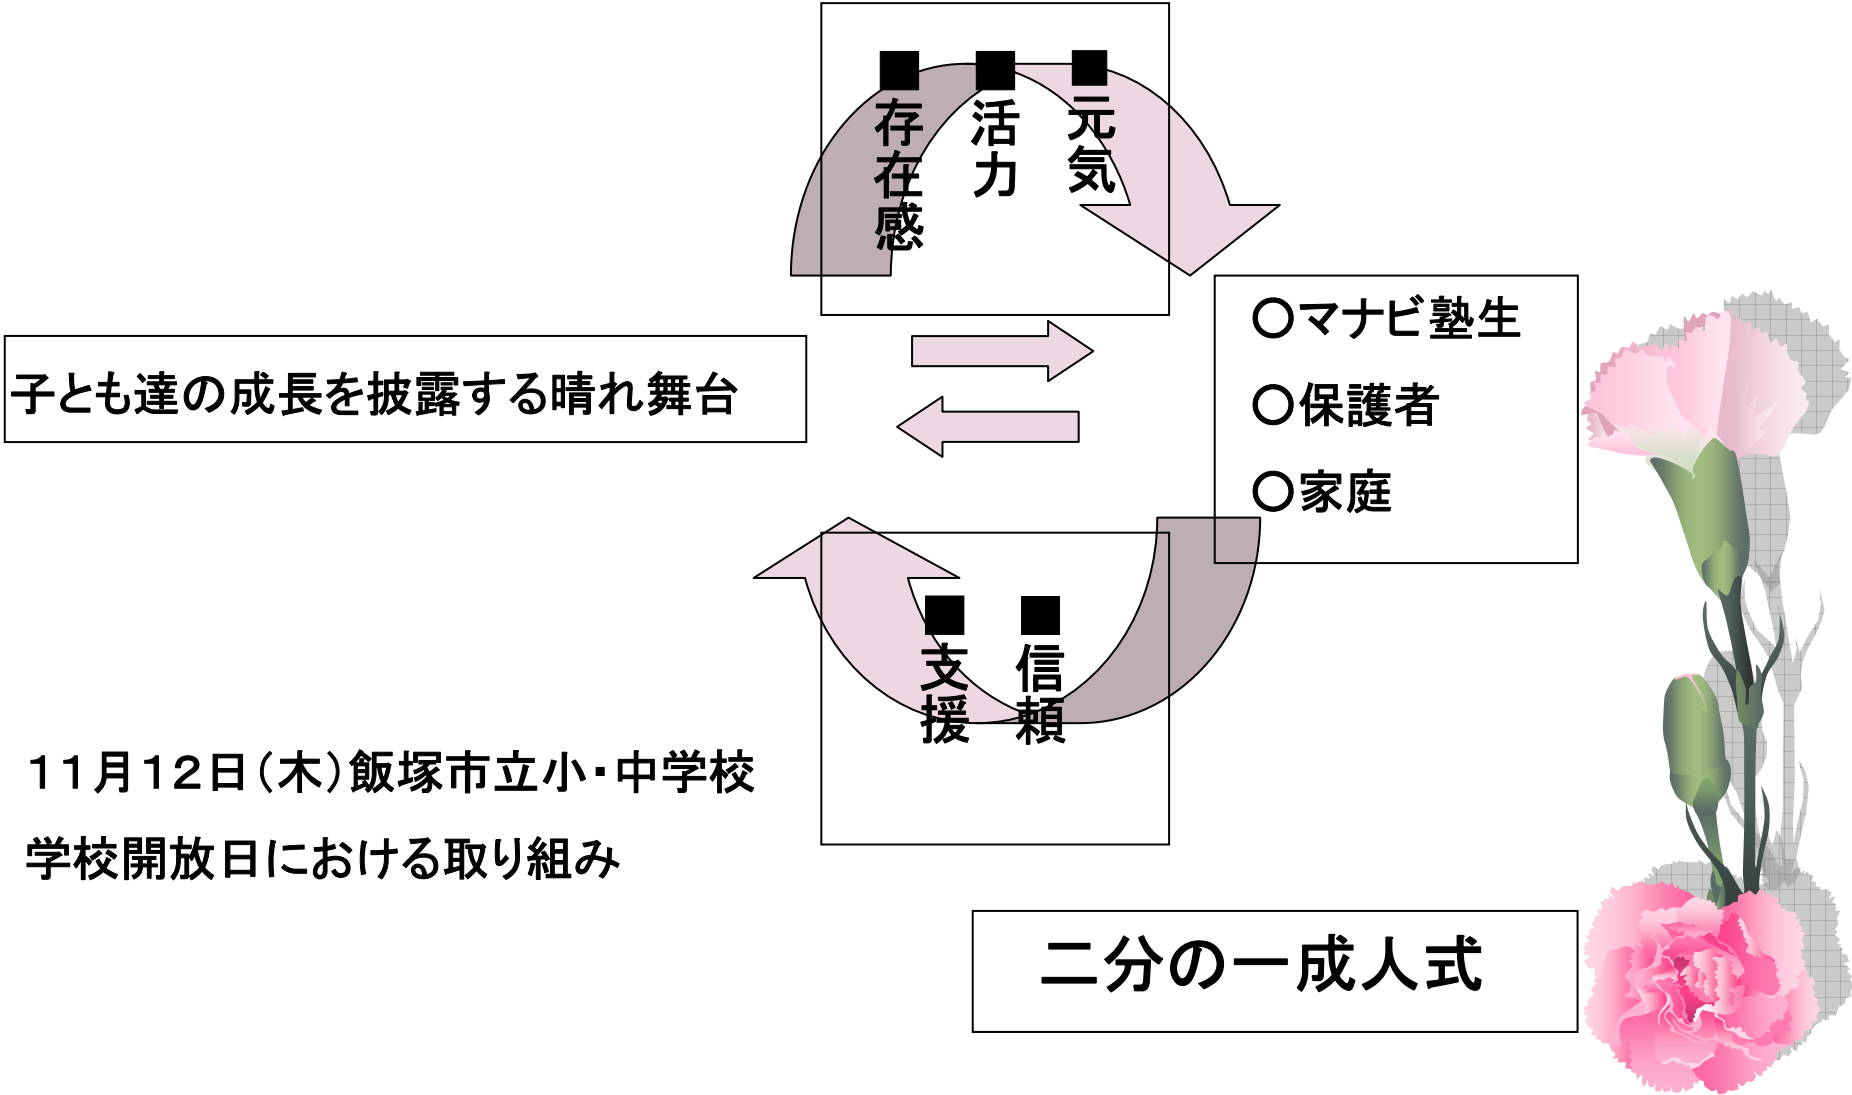 ■元気
■活力
■存在感
子とも達の成長を披露する晴れ舞台
○マナビ塾生
○保護者
○家庭
■信頼
■支援
１１月１２日（木）飯塚市立小・中学校
学校開放日における取り組み
二分の一成人式